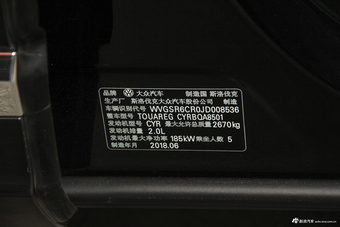 品牌 大众汽车 制造国 斯洛伐克
生产厂 斯洛伐克大众汽车股份公司 制造
车辆识别代号 WVGSR6CR0JD008536
整车型号 TOUAREG CYRBQA8501
发动机型号 CYR 最大允许总质量 2670kg
发动机排量 2.0L
发动机最大净功率 185kW 乘坐人数 5
制造年月 2018.06